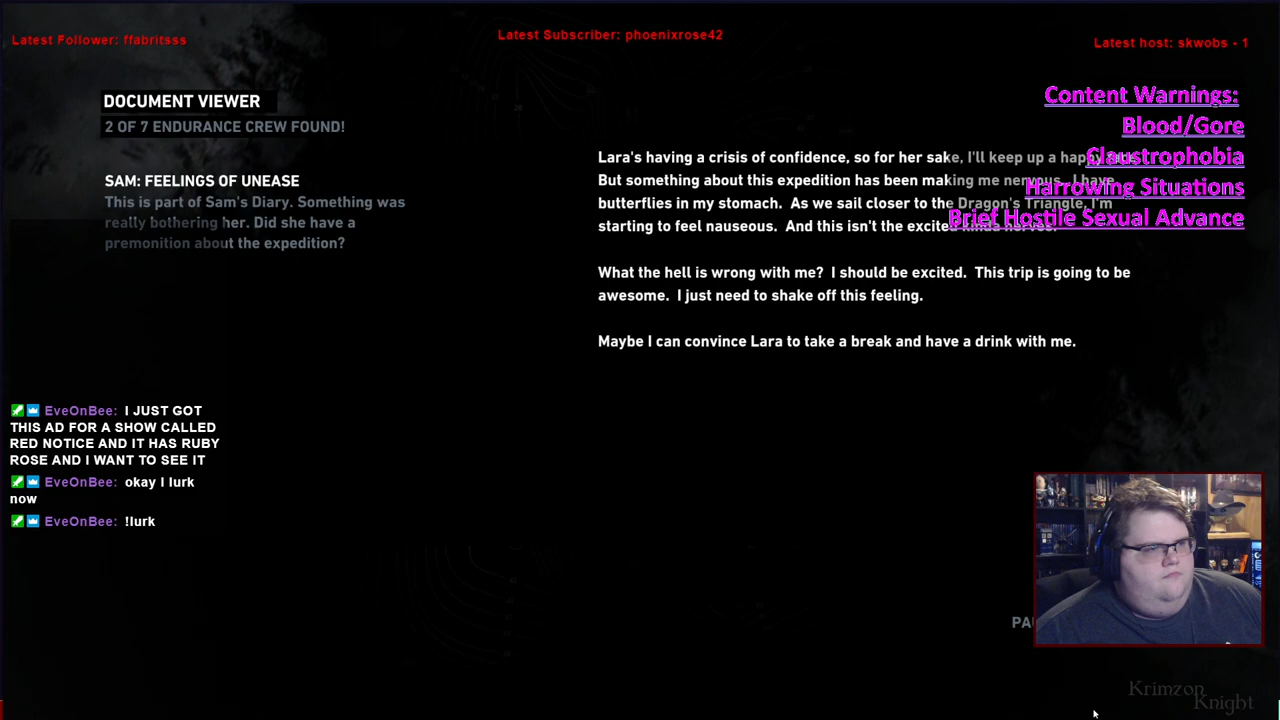 Latest Follower: ffabritsss
Latest Subscriber: phoenixrose42
Latest host: skwobs - 1
DOCUMENT VIEWER
2 OF 7 ENDURANCE CREW FOUND!
SAM: FEELINGS OF UNEASE
This is part of Sam's Diary. Something was
really bothering her. Did she have a
premonition about the expedition?
Content Warnings:
Blood/Gore
Claustrophobia
Harrowing Situations
Brief Hostile Sexual Advance
Lara's having a crisis of confidence, so for her sake, I'll keep up a happy
But something about this expedition has been making me nervous. I have
butterflies in my stomach. As we sail closer to the Dragon's Triangle, I'm
starting to feel nauseous. And this isn't the excited kinda nerves.
What the hell is wrong with me? I should be excited. This trip is going to be
awesome. I just need to shake off this feeling.
Maybe I can convince Lara to take a break and have a drink with me.
EveOnBee: I JUST GOT
THIS AD FOR A SHOW CALLED
RED NOTICE AND IT HAS RUBY
ROSE AND I WANT TO SEE IT
EveOnBee: okay I lurk
now
EveOnBee: !lurk
Krimzon
Knight